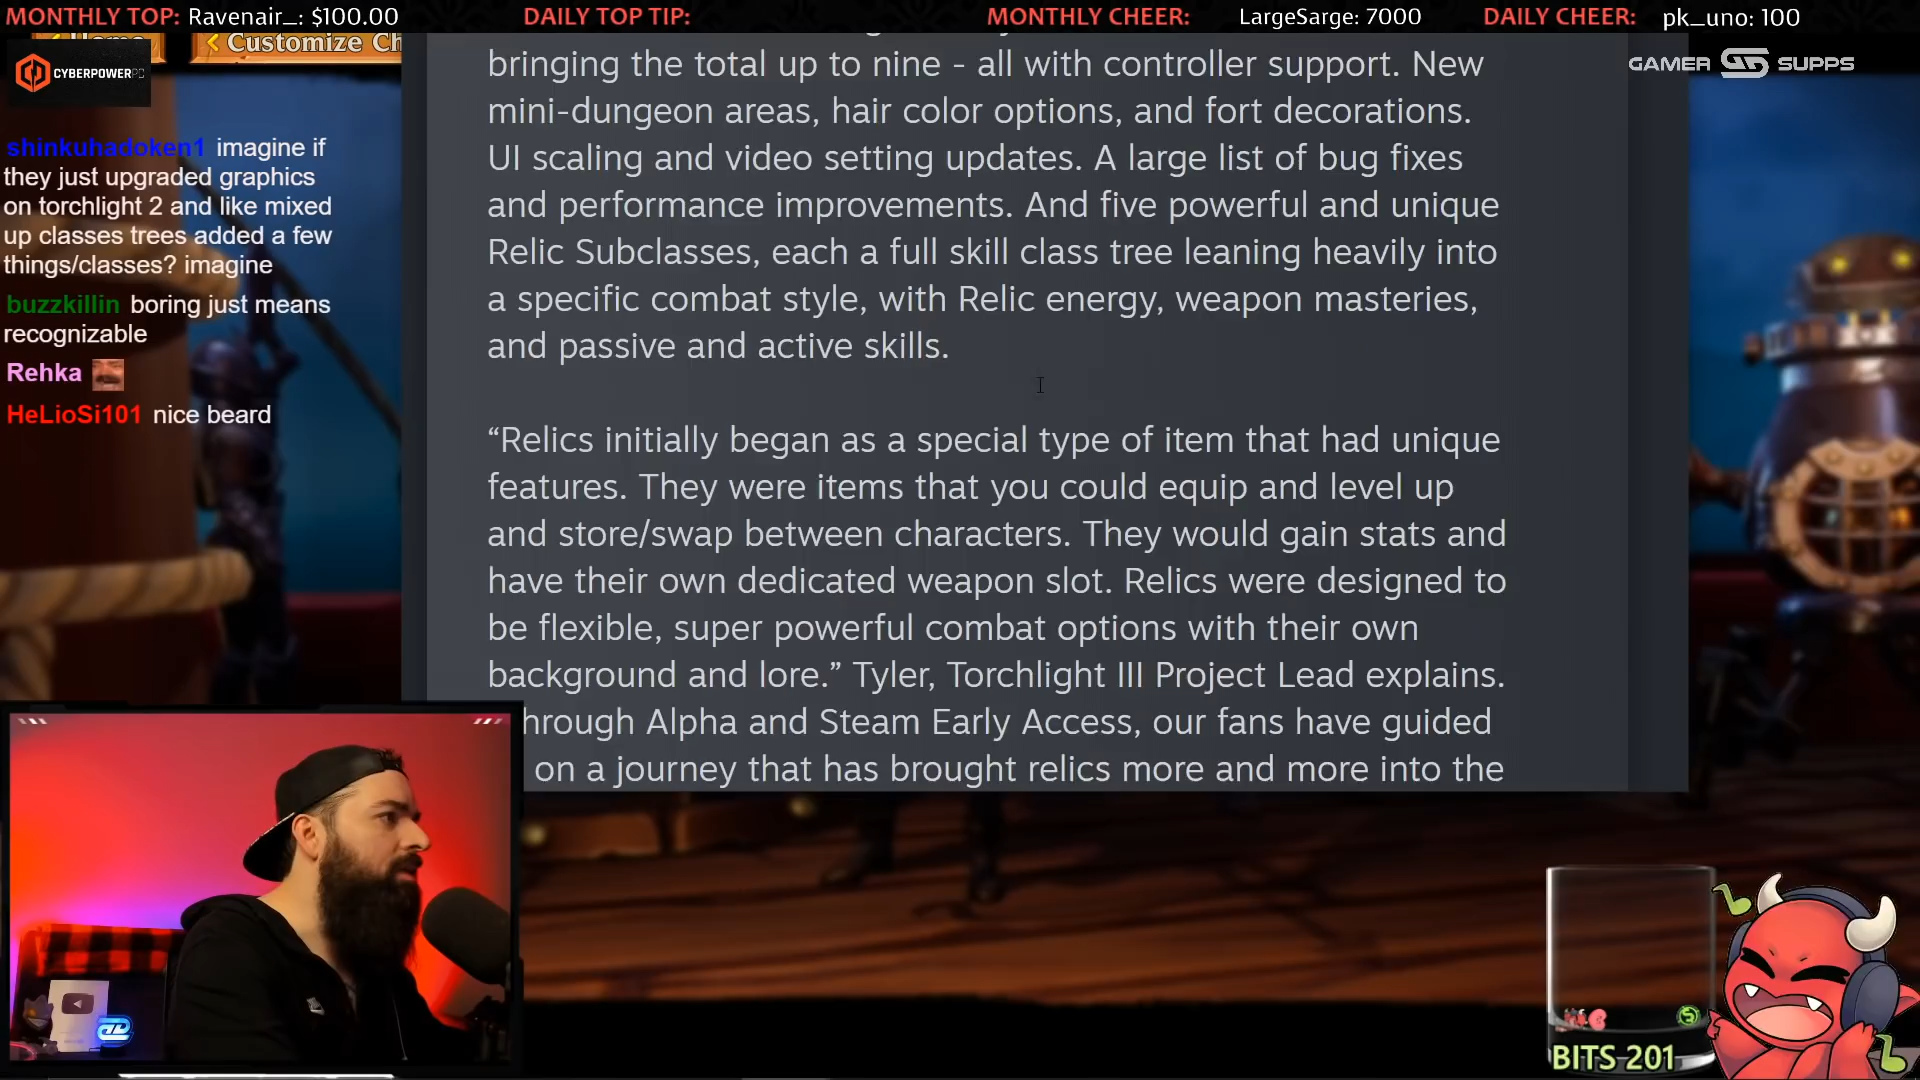 MONTHLY TOP: Ravenair_: $100.00
DAILY TOP TIP:
MONTHLY CHEER: LargeSarge: 7000
DAILY CHEER: pk_uno: 100
Home
Customize Ch
CYBERPOWERPC
GAMER SUPPS
shinkuhadoken1 imagine if
they just upgraded graphics
on torchlight 2 and like mixed
up classes trees added a few
things/classes? imagine
buzzkillin boring just means
recognizable
Rehka
HeLioSi101 nice beard
bringing the total up to nine - all with controller support. New
mini-dungeon areas, hair color options, and fort decorations.
UI scaling and video setting updates. A large list of bug fixes
and performance improvements. And five powerful and unique
Relic Subclasses, each a full skill class tree leaning heavily into
a specific combat style, with Relic energy, weapon masteries,
and passive and active skills.
“Relics initially began as a special type of item that had unique
features. They were items that you could equip and level up
and store/swap between characters. They would gain stats and
have their own dedicated weapon slot. Relics were designed to
be flexible, super powerful combat options with their own
background and lore.” Tyler, Torchlight III Project Lead explains.
hrough Alpha and Steam Early Access, our fans have guided
on a journey that has brought relics more and more into the
BITS 201